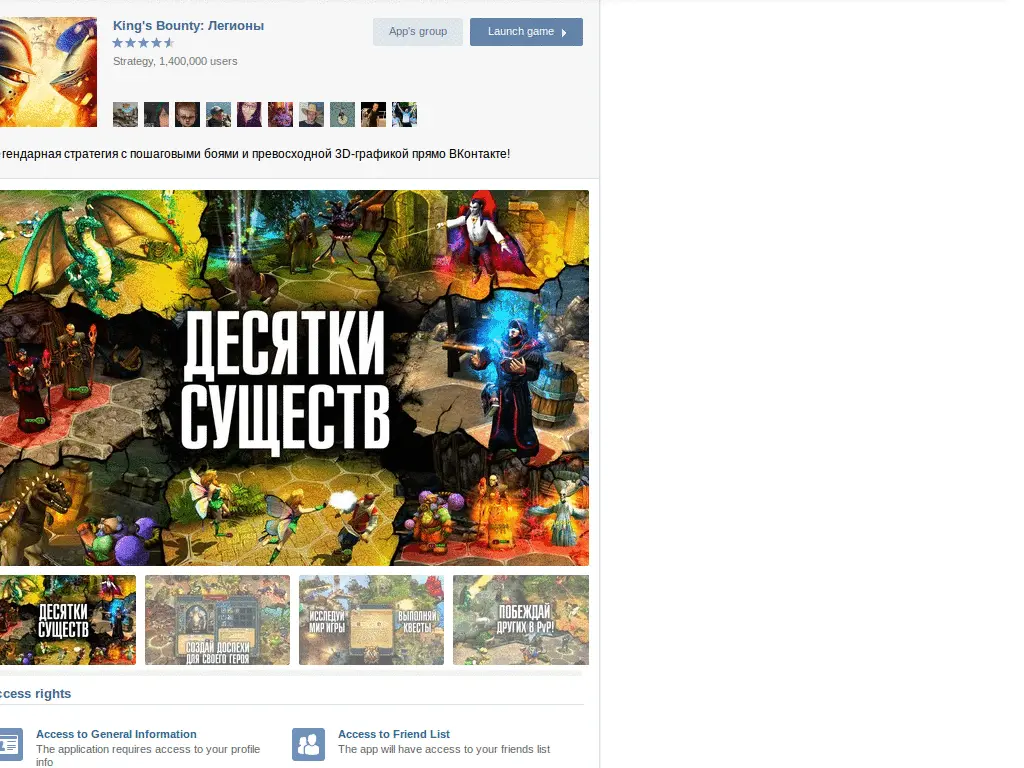 King's Bounty: Легионы
App's group
Launch game
Strategy, 1,400,000 users
гендарная стратегия с пошаговыми боями и превосходной 3D-графикой прямо ВКонтакте!
ДЕСЯТКИ
СУЩЕСТВ
ДЕСЯТКИ
СУЩЕСТВ
СОЗДАЙ ДОСПЕХИ
ДЛЯ СВОЕГО ГЕРОЯ
ИССЛЕДУЙ
МИР ИГРЫ
ВЫПОЛНЯЙ
КВЕСТЫ
ПОБЕЖДАЙ
ДРУГИХ В PvP!
ccess rights
Access to General Information
The application requires access to your profile
info
Access to Friend List
The app will have access to your friends list